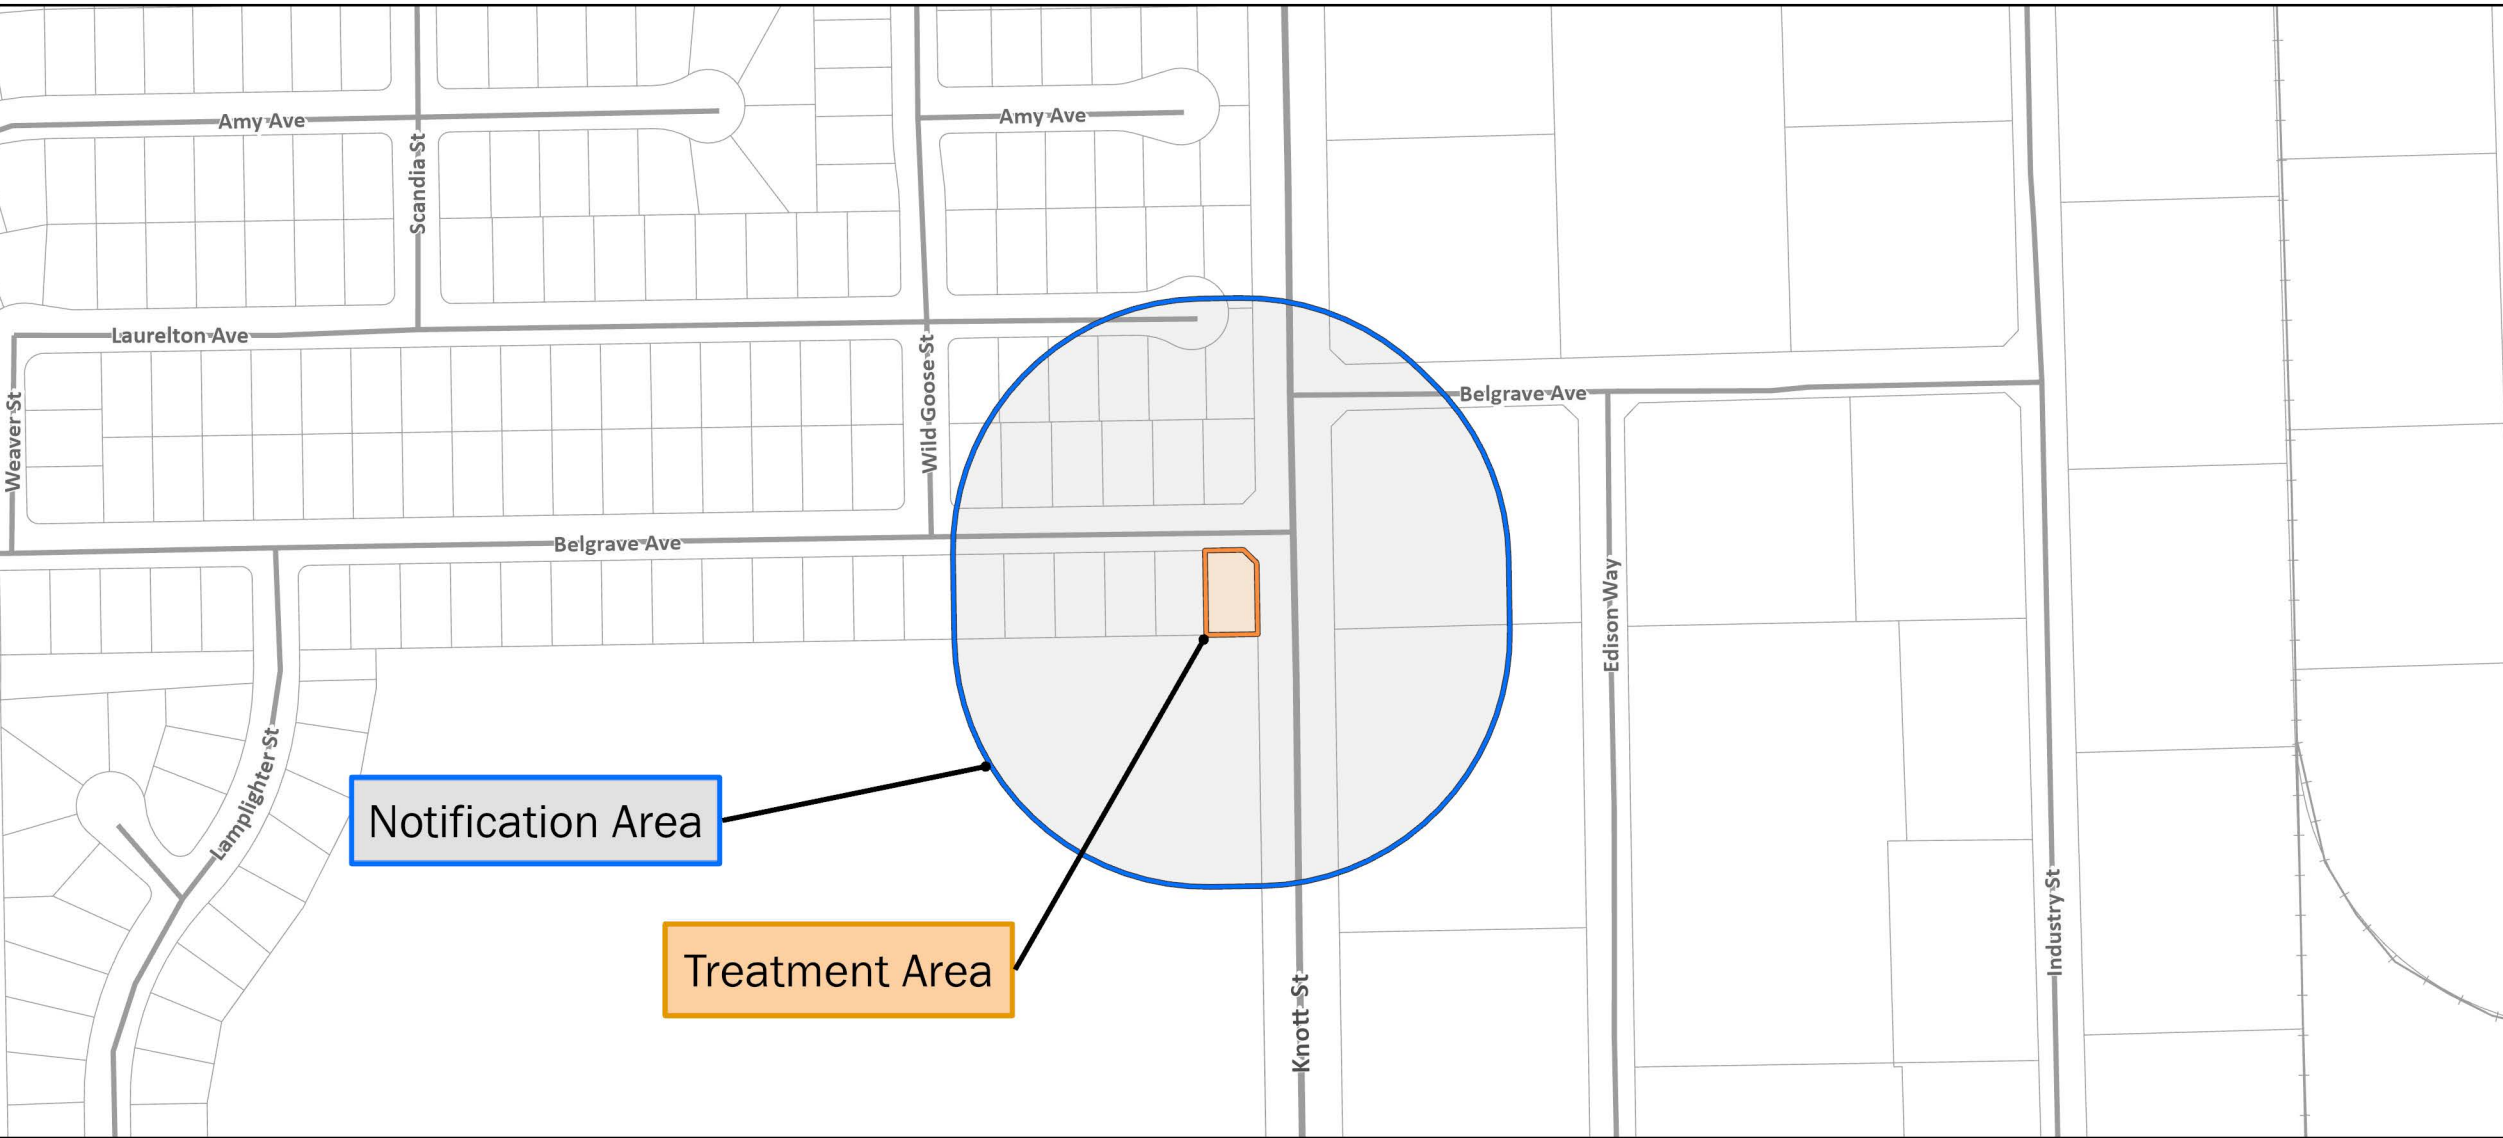 Amy Ave
Amy Ave
Scandia St
Laurelton Ave
Wild Goose St
Weaver St
Belgrave Ave
Belgrave Ave
Edison Way
Lamplighter St
Notification Area
Treatment Area
Industry St
Knott St